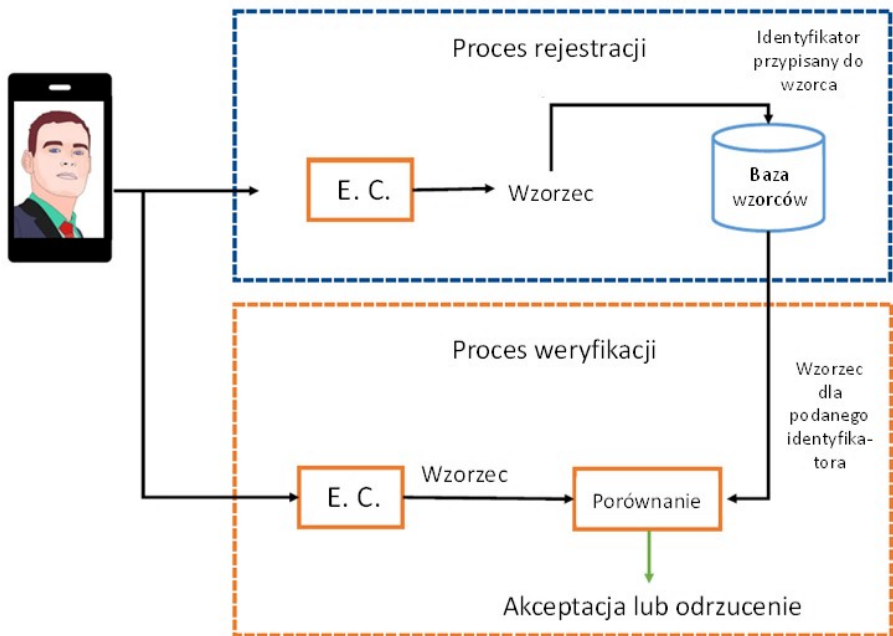 Proces rejestracji
Identyfikator
przypisany do
wzorca
E. C.
Wzorzec
Baza
wzorców
Proces weryfikacji
Wzorzec
dla
podanego
identyfika-
tora
E. C.
Wzorzec
Porównanie
Akceptacja lub odrzucenie